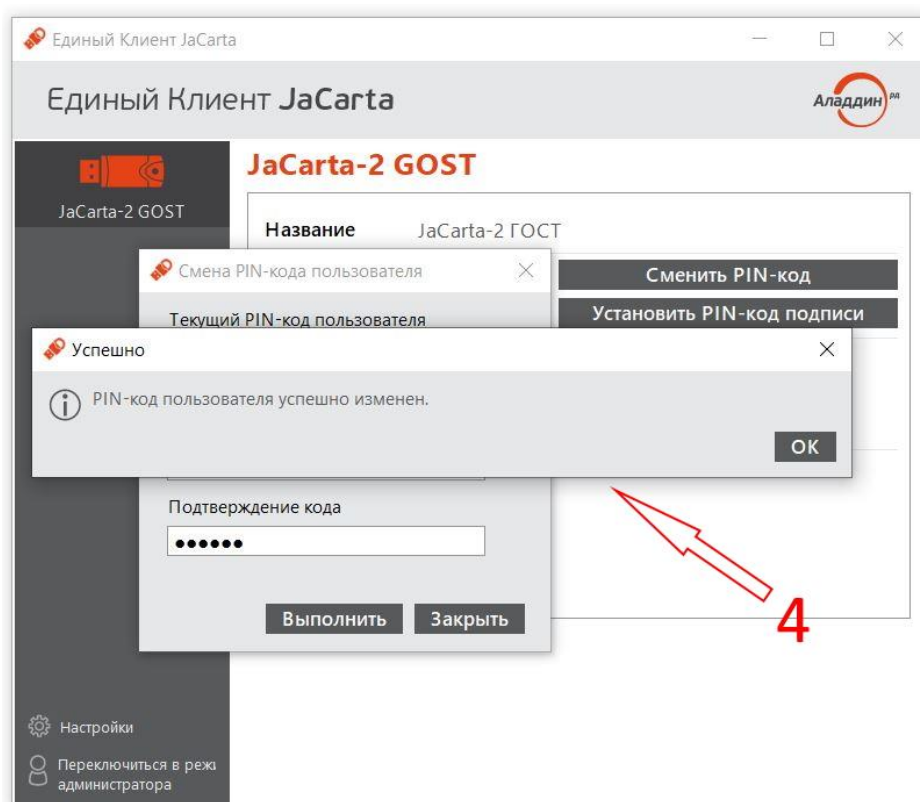 Единый Клиент JaCarta
Единый Клиент JaCarta
Аладдин РД
JaCarta-2 GOST
JaCarta-2 GOST
Название JaCarta-2 ГОСТ
Смена PIN-кода пользователя
Сменить PIN-код
Текущий PIN-код пользователя
Установить PIN-код подписи
Успешно
PIN-код пользователя успешно изменен.
ОК
Подтверждение кода
Выполнить Закрыть
4
Настройки
Переключиться в режи
администратора